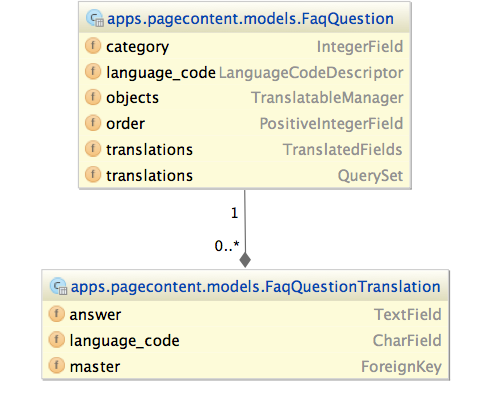 C apps.pagecontent.models.FaqQuestion
f category IntegerField
f language_code LanguageCodeDescriptor
f objects TranslatableManager
f order PositiveIntegerField
f translations TranslatedFields
f translations QuerySet
1
0..*
C apps.pagecontent.models.FaqQuestionTranslation
f answer TextField
f language_code CharField
f master ForeignKey